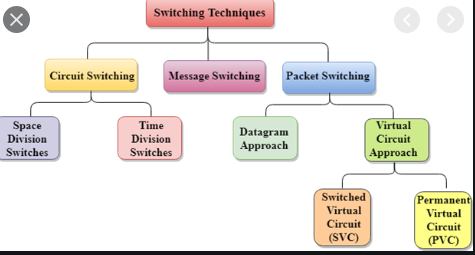 Switching Techniques
Circuit Switching
Message Switching
Packet Switching
Space
Division
Switches
Time
Division
Switches
Datagram
Approach
Virtual
Circuit
Approach
Switched
Virtual
Circuit
(SVC)
Permanent
Virtual
Circuit
(PVC)